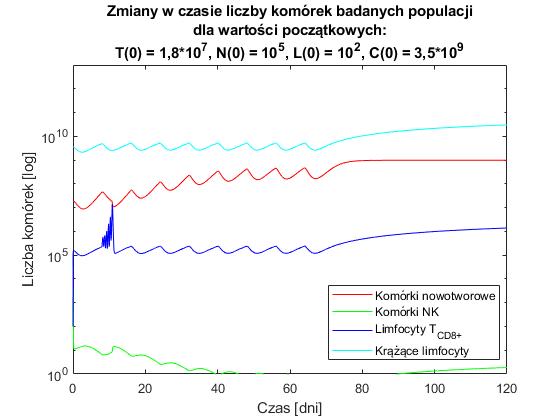 Zmiany w czasie liczby komórek badanych populacji
dla wartości początkowych:
T(0) = 1,8*10^7, N(0) = 10^5, L(0) = 10^2, C(0) = 3,5*10^9
10^10
10^5
10^0
Liczba komórek [log]
Komórki nowotworowe
Komórki NK
Limfocyty T_CD8+
Krążące limfocyty
0 20 40 60 80 100 120
Czas [dni]